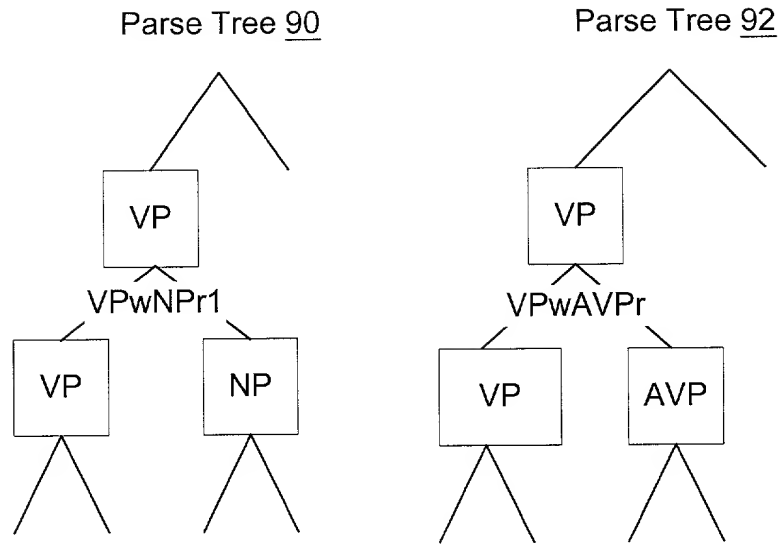 Parse Tree 90
Parse Tree 92
VP
VP
VPwNPr1
VPwAVPr
VP
NP
VP
AVP